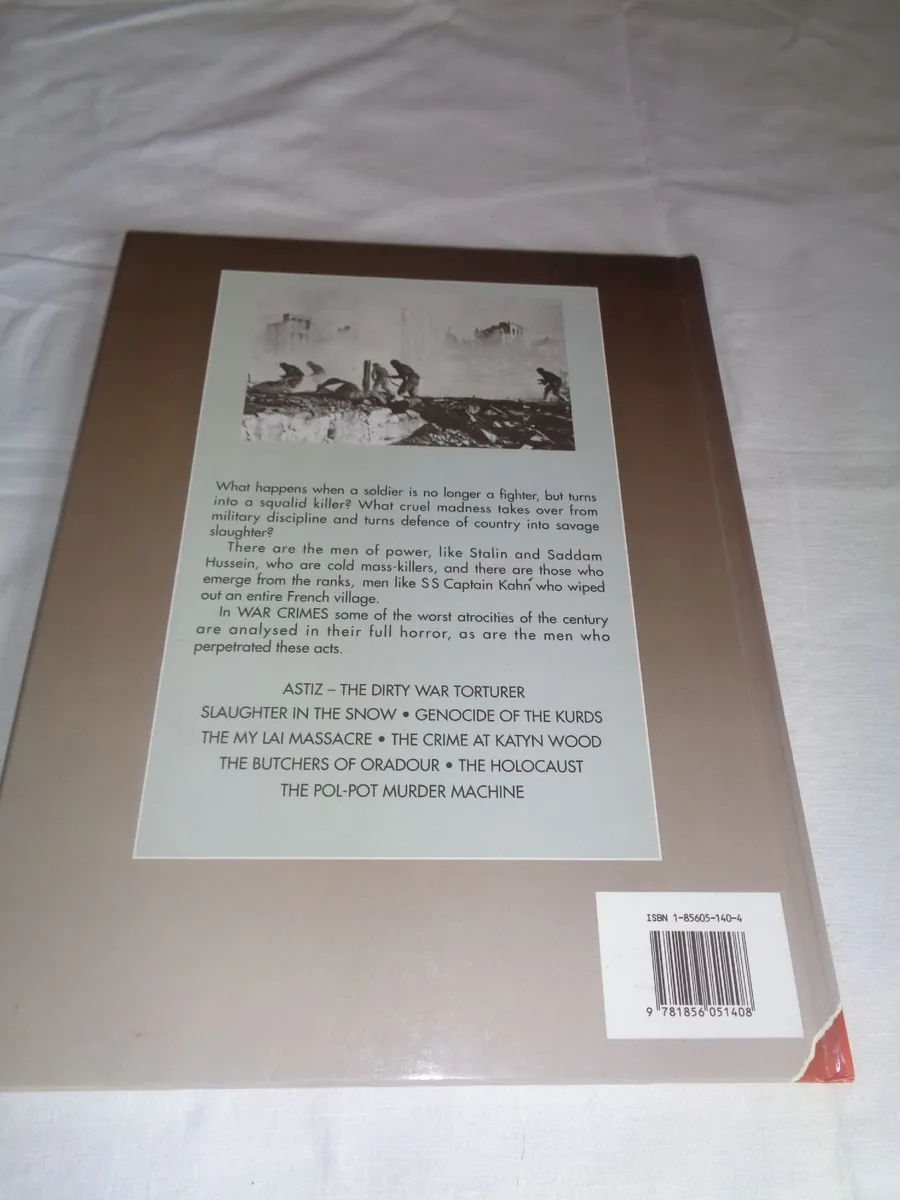 What happens when a soldier is no longer a fighter, but turns
into a squalid killer? What cruel madness takes over from
military discipline and turns defence of country into savage
slaughter?
There are the men of power, like Stalin and Saddam
Hussein, who are cold mass-killers, and there are those who
emerge from the ranks, men like SS Captain Kahn who wiped
out an entire French village.
In WAR CRIMES some of the worst atrocities of the century
are analysed in their full horror, as are the men who
perpetrated these acts.
ASTIZ – THE DIRTY WAR TORTURER
SLAUGHTER IN THE SNOW • GENOCIDE OF THE KURDS
THE MY LAI MASSACRE • THE CRIME AT KATYN WOOD
THE BUTCHERS OF ORADOUR • THE HOLOCAUST
THE POL-POT MURDER MACHINE
ISBN 1-85605-140-4
9 781856 051408